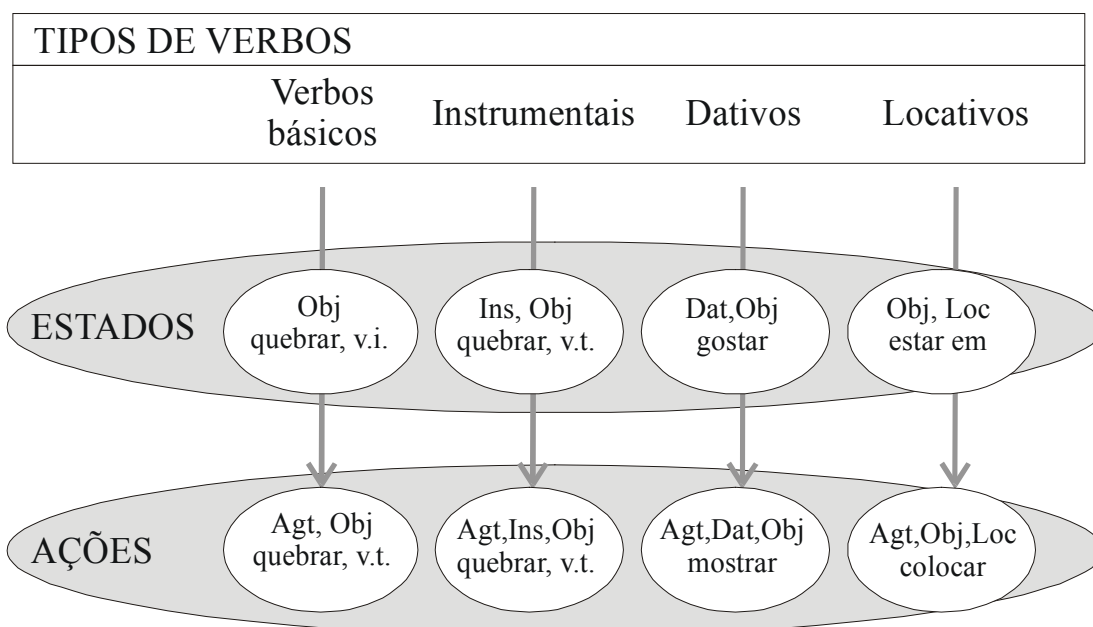 TIPOS DE VERBOS
Verbos
básicos
Instrumentais
Dativos
Locativos
ESTADOS
Obj
quebrar, v.i.
Ins, Obj
quebrar, v.t.
Dat,Obj
gostar
Obj, Loc
estar em
AÇÕES
Agt, Obj
quebrar, v.t.
Agt,Ins,Obj
quebrar, v.t.
Agt,Dat,Obj
mostrar
Agt,Obj,Loc
colocar